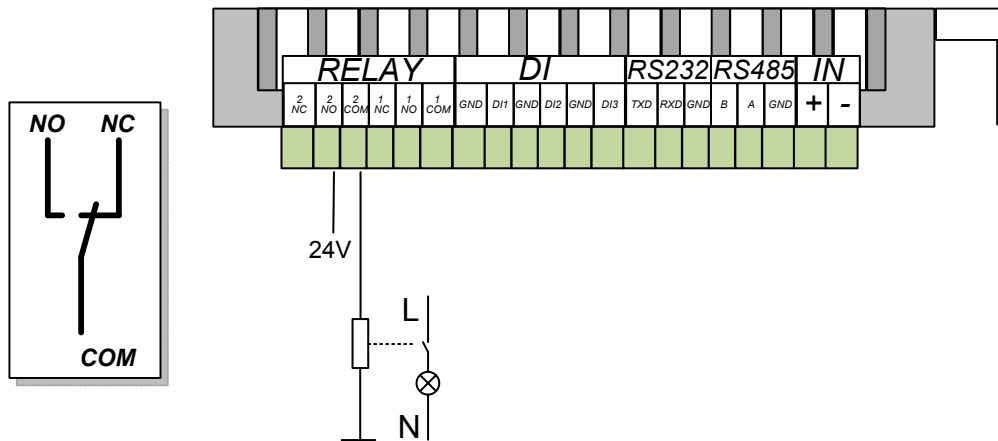 RELAY DI RS232 RS485 IN
2 NC 2 NO 2 COM 1 NC 1 NO 1 COM GND DI1 GND DI2 GND DI3 TXD RXD GND B A GND + -
NO NC
COM
24V
L
N